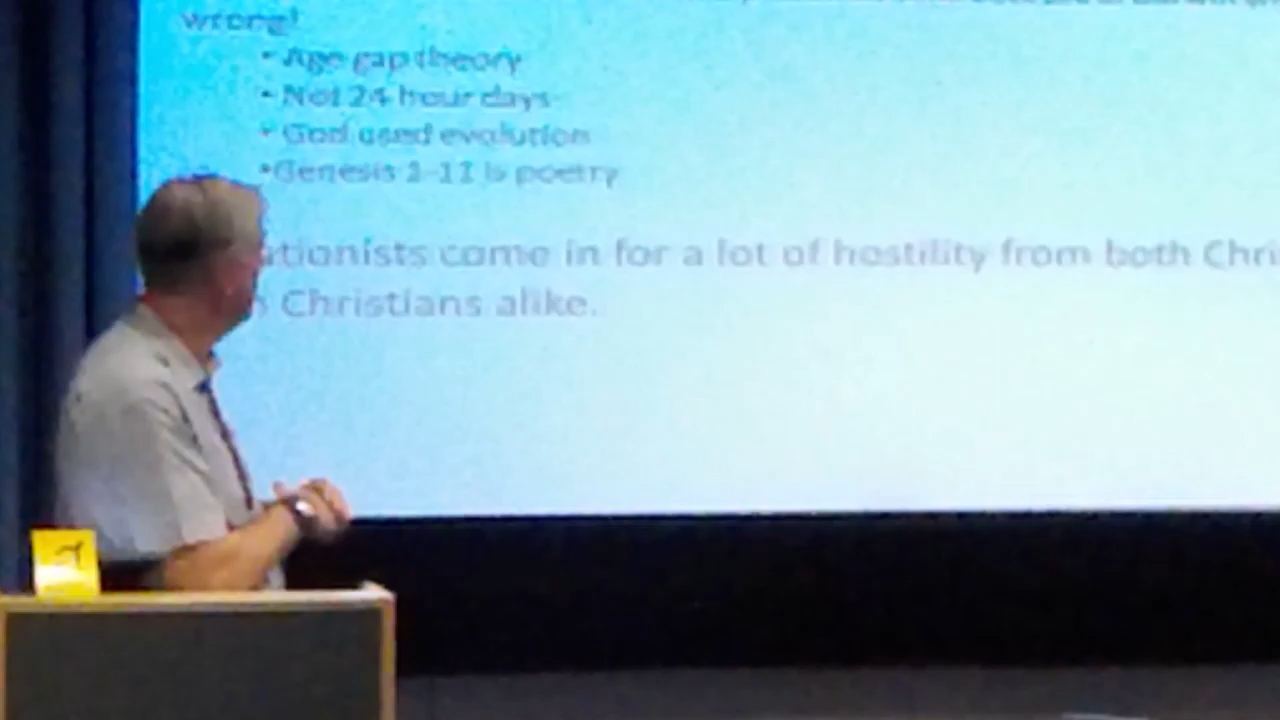 wrong!
• Age gap theory
• Not 24 hour days
• God used evolution
•Genesis 1-11 is poetry
ationists come in for a lot of hostility from both Chri
Christians alike.